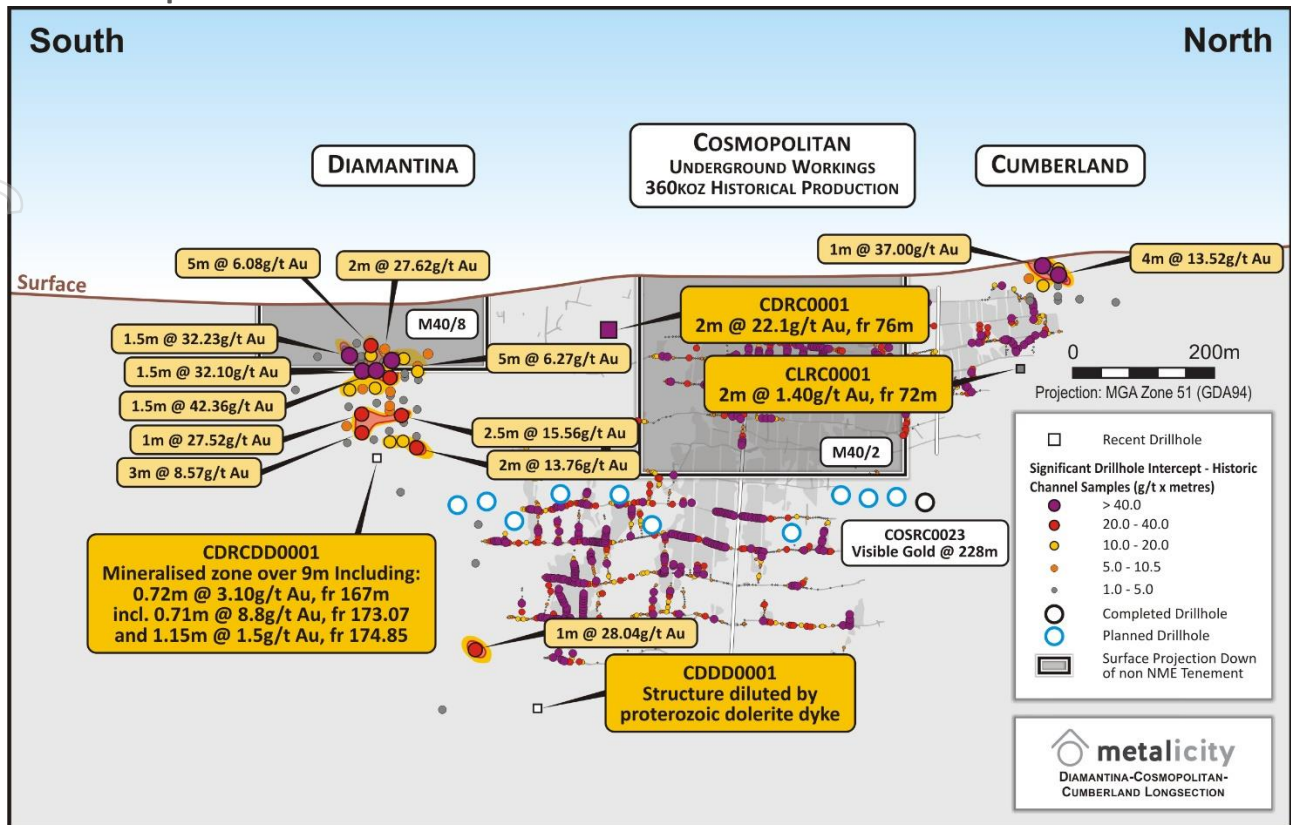 South
North
DIAMANTINA
COSMOPOLITAN
UNDERGROUND WORKINGS
360KOZ HISTORICAL PRODUCTION
CUMBERLAND
5m @ 6.08g/t Au
2m @ 27.62g/t Au
1m @ 37.00g/t Au
4m @ 13.52g/t Au
Surface
M40/8
1.5m @ 32.23g/t Au
5m @ 6.27g/t Au
1.5m @ 32.10g/t Au
1.5m @ 42.36g/t Au
1m @ 27.52g/t Au
3m @ 8.57g/t Au
2.5m @ 15.56g/t Au
2m @ 13.76g/t Au
CDRC0001
2m @ 22.1g/t Au, fr 76m
CLRC0001
2m @ 1.40g/t Au, fr 72m
M40/2
0
200m
Projection: MGA Zone 51 (GDA94)
COSRC0023
Visible Gold @ 228m
CDRCDD0001
Mineralised zone over 9m Including:
0.72m @ 3.10g/t Au, fr 167m
incl. 0.71m @ 8.8g/t Au, fr 173.07
and 1.15m @ 1.5g/t Au, fr 174.85
1m @ 28.04g/t Au
CDDD0001
Structure diluted by
proterozoic dolerite dyke
Recent Drillhole
Significant Drillhole Intercept - Historic
Channel Samples (g/t x metres)
> 40.0
20.0 - 40.0
10.0 - 20.0
5.0 - 10.5
1.0 - 5.0
Completed Drillhole
Planned Drillhole
Surface Projection Down
of non NME Tenement
metalicity
DIAMANTINA-COSMOPOLITAN-
CUMBERLAND LONGSECTION